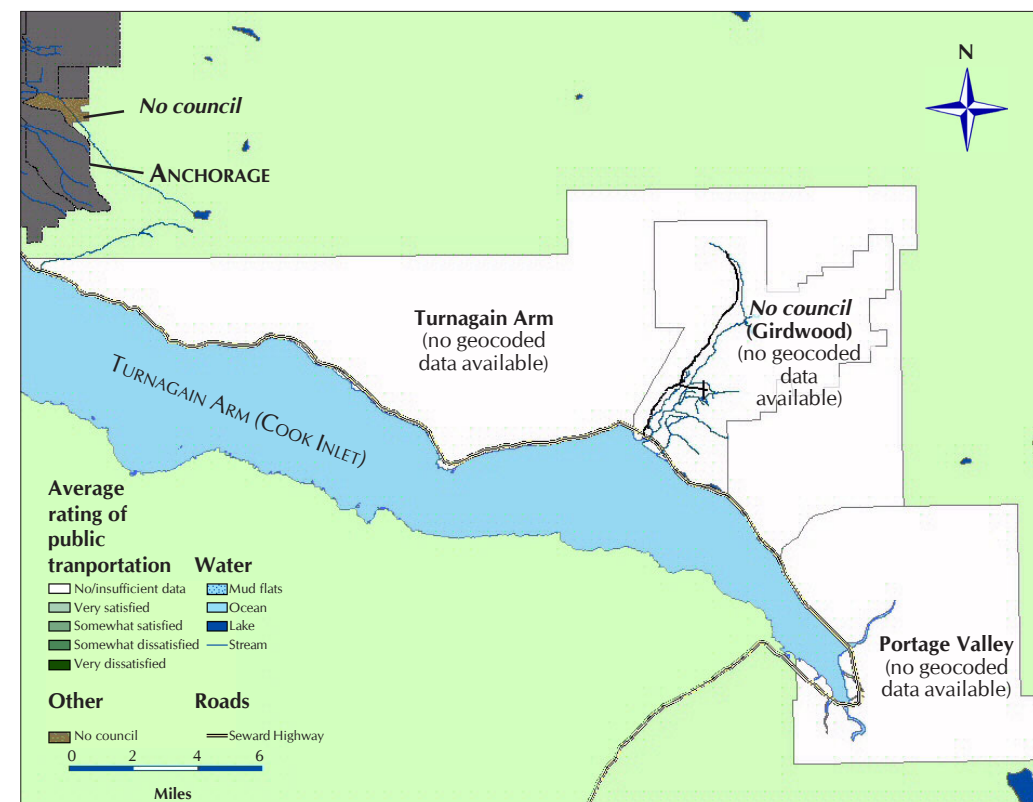 N
No council
ANCHORAGE
Turnagain Arm
(no geocoded
data available)
No council
(Girdwood)
(no geocoded
data
available)
TURNAGAIN ARM (COOK INLET)
Portage Valley
(no geocoded
data available)
Average
rating of
public
tranportation
No/insufficient data
Very satisfied
Somewhat satisfied
Somewhat dissatisfied
Very dissatisfied
Water
Mud flats
Ocean
Lake
Stream
Other
No council
Roads
Seward Highway
0 2 4 6
Miles